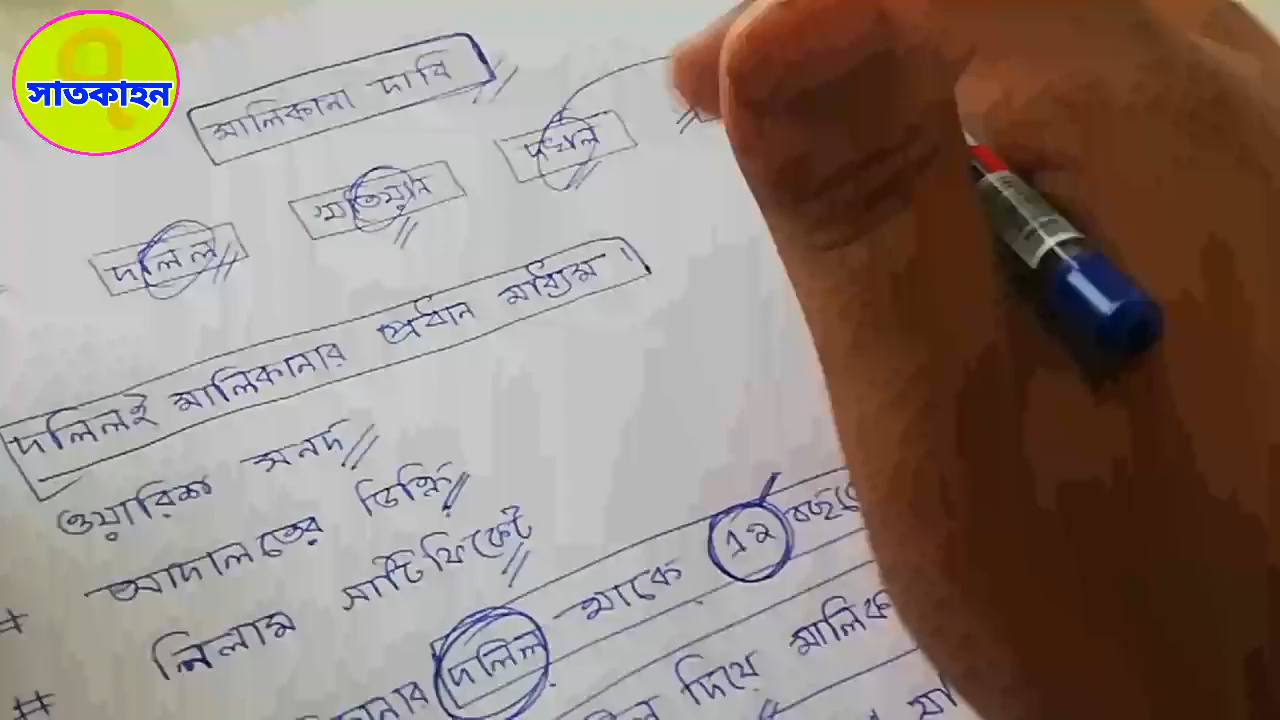 সাতকাহন
মালিকানা দাবি
দলিল খতিয়ান দখল
দলিলই মালিকানার প্রধান মাধ্যম।
ওয়ারিশ সনদ
আদালতের ডিক্রি
নিলাম সার্টিফিকেট
দলিল থাকে ১২
দিয়ে